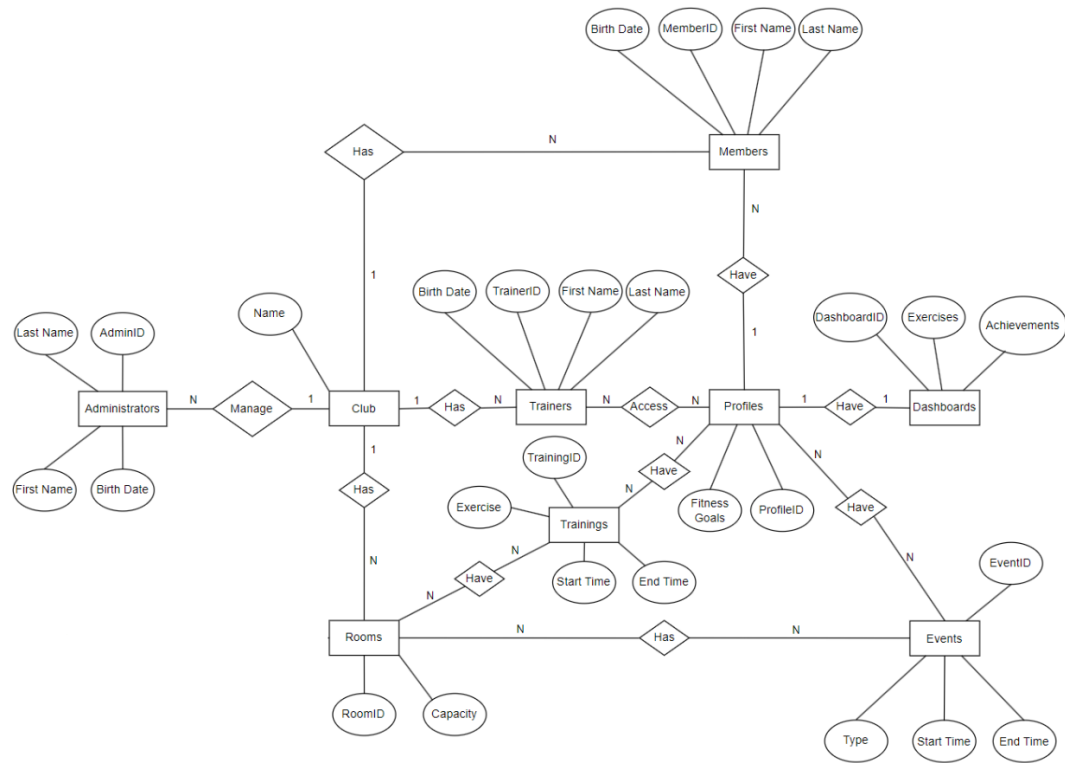 Birth Date
MemberID
First Name
Last Name
Has
N
Members
N
Have
1
1
Birth Date
TrainerID
First Name
Last Name
Name
DashboardID
Exercises
Achievements
Last Name
AdminID
Administrators
N
Manage
1
Club
1
Has
N
Trainers
N
Access
N
Profiles
1
Have
1
Dashboards
1
First Name
Birth Date
Has
TrainingID
N
Have
N
N
Exercise
Trainings
Fitness
Goals
ProfileID
Have
N
N
Have
N
Start Time
End Time
N
EventID
Rooms
N
Has
N
Events
RoomID
Capacity
Type
Start Time
End Time